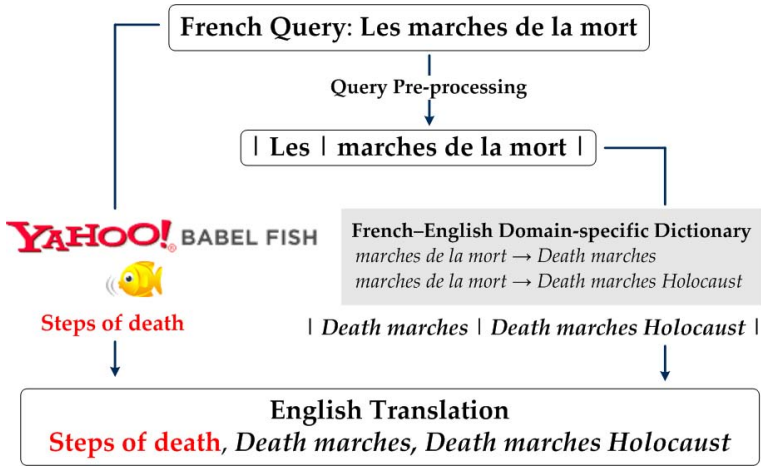 French Query: Les marches de la mort
Query Pre-processing
| Les | marches de la mort |
YAHOO!® BABEL FISH
Steps of death
French–English Domain-specific Dictionary
marches de la mort → Death marches
marches de la mort → Death marches Holocaust
| Death marches | Death marches Holocaust |
English Translation
Steps of death, Death marches, Death marches Holocaust